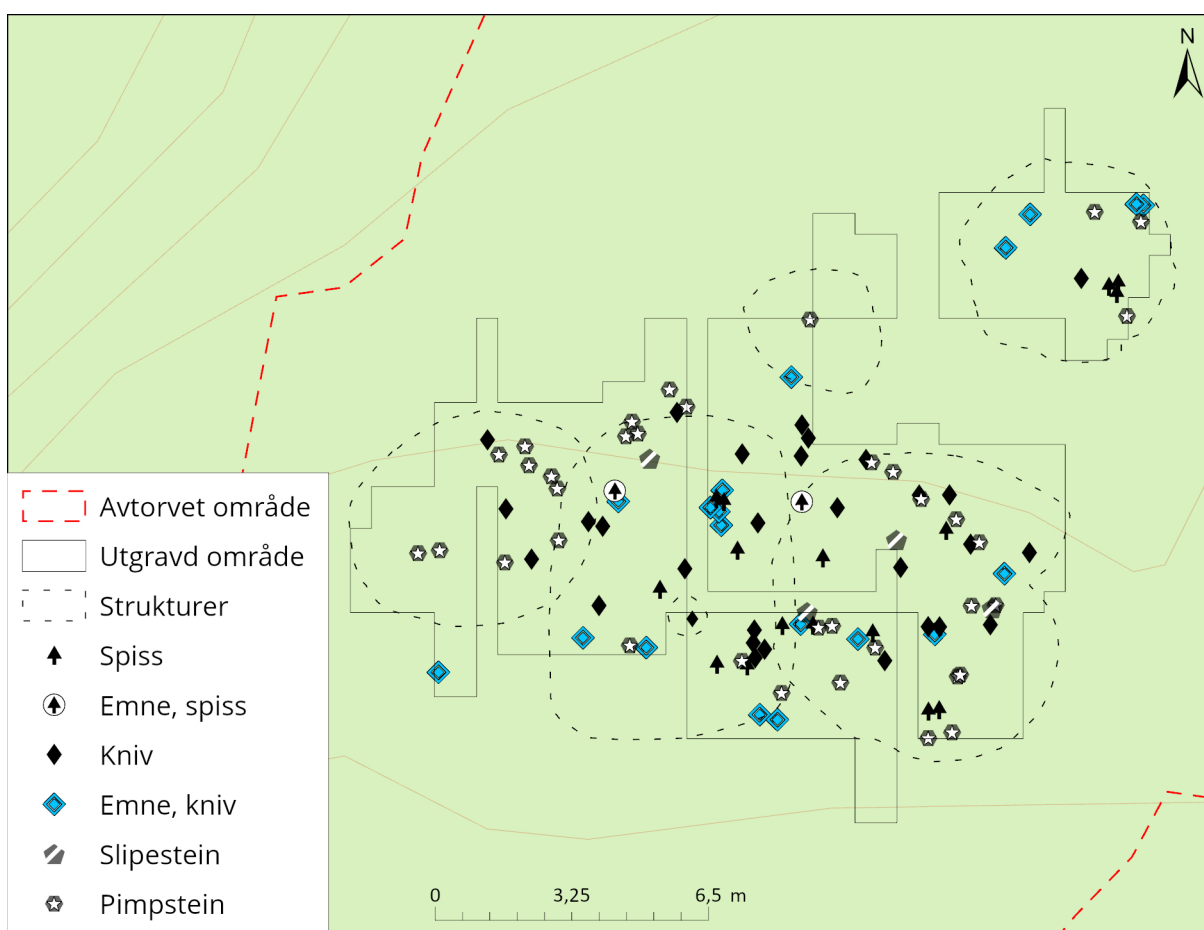 N
Avtorvet område
Utgravd område
Strukturer
Spiss
Emne, spiss
Kniv
Emne, kniv
Slipestein
Pimpstein
0 3,25 6,5 m